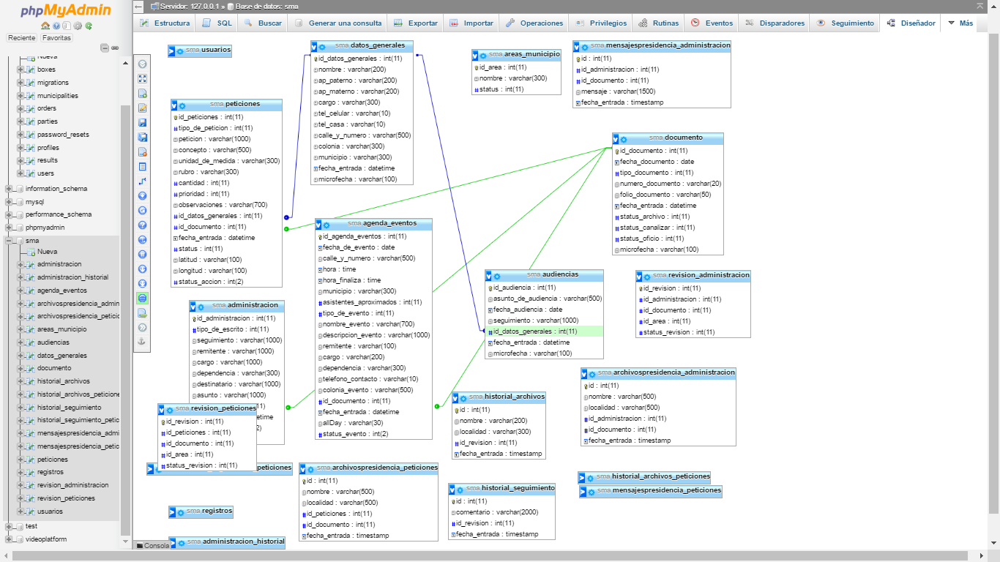 phpMyAdmin
Reciente Favoritas
Nueva
boxes
migrations
municipalities
orders
parties
password_resets
profiles
results
users
information_schema
mysql
performance_schema
phpmyadmin
sma
Nueva
administracion
administracion_historial
agenda_eventos
archivospresidencia_admin
archivospresidencia_peticio
areas_municipio
audiencias
datos_generales
documento
historial_archivos
historial_archivos_peticione
historial_seguimiento
historial_seguimiento_petic
mensajespresidencia_admi
mensajespresidencia_petic
peticiones
registros
revision_administracion
revision_peticiones
usuarios
test
videoplatform
Servidor: 127.0.0.1 » Base de datos: sma
Estructura SQL Buscar Generar una consulta Exportar Importar Operaciones Privilegios Rutinas Eventos Disparadores Seguimiento Diseñador Más
sma usuarios
sma peticiones
id_peticiones : int(11)
tipo_de_peticion : int(11)
peticion : varchar(1000)
concepto : varchar(500)
unidad_de_medida : varchar(300)
rubro : varchar(300)
cantidad : int(11)
prioridad : int(11)
observaciones : varchar(700)
id_datos_generales : int(11)
id_documento : int(11)
fecha_entrada : datetime
status : int(11)
latitud : varchar(100)
longitud : varchar(100)
status_accion : int(2)
sma administracion
id_administracion : int(11)
tipo_de_escrito : int(11)
seguimiento : varchar(1000)
remitente : varchar(1000)
cargo : varchar(1000)
dependencia : varchar(300)
destinatario : varchar(1000)
asunto : varchar(1000)
11)
etime
2)
sma revision_peticiones
id_revision : int(11)
id_peticiones : int(11)
id_documento : int(11)
id_area : int(11)
status_revision : int(11)
peticiones
sma registros
sma administracion_historial
Consola
sma datos_generales
id_datos_generales : int(11)
nombre : varchar(200)
ap_paterno : varchar(200)
ap_materno : varchar(200)
cargo : varchar(300)
tel_celular : varchar(10)
tel_casa : varchar(10)
calle_y_numero : varchar(500)
colonia : varchar(300)
municipio : varchar(300)
fecha_entrada : datetime
microfecha : varchar(100)
sma agenda_eventos
id_agenda_eventos : int(11)
fecha_de_evento : date
calle_y_numero : varchar(500)
hora : time
hora_finaliza : time
municipio : varchar(300)
asistentes_aproximados : int(11)
tipo_de_evento : int(11)
nombre_evento : varchar(700)
descripcion_evento : varchar(1000)
remitente : varchar(100)
cargo : varchar(200)
dependencia : varchar(300)
telefono_contacto : varchar(10)
colonia_evento : varchar(500)
id_documento : int(11)
fecha_entrada : datetime
allDay : varchar(30)
status_evento : int(2)
sma archivospresidencia_peticiones
id : int(11)
nombre : varchar(500)
localidad : varchar(500)
id_peticiones : int(11)
id_documento : int(11)
fecha_entrada : timestamp
sma areas_municipio
id_area : int(11)
nombre : varchar(300)
status : int(11)
sma audiencias
id_audiencia : int(11)
asunto_de_audiencia : varchar(500)
fecha_audiencia : date
seguimiento : varchar(1000)
id_datos_generales : int(11)
fecha_entrada : datetime
microfecha : varchar(100)
sma historial_archivos
id : int(11)
nombre : varchar(200)
localidad : varchar(300)
id_revision : int(11)
fecha_entrada : timestamp
sma historial_seguimiento
id : int(11)
comentario : varchar(2000)
id_revision : int(11)
fecha_entrada : timestamp
sma mensajespresidencia_administracion
id : int(11)
id_administracion : int(11)
id_documento : int(11)
mensaje : varchar(1500)
fecha_entrada : timestamp
sma documento
id_documento : int(11)
fecha_documento : date
tipo_documento : int(11)
numero_documento : varchar(20)
folio_documento : varchar(50)
fecha_entrada : datetime
status_archivo : int(11)
status_canalizar : int(11)
status_oficio : int(11)
microfecha : varchar(100)
sma revision_administracion
id_revision : int(11)
id_administracion : int(11)
id_documento : int(11)
id_area : int(11)
status_revision : int(11)
sma archivospresidencia_administracion
id : int(11)
nombre : varchar(500)
localidad : varchar(500)
id_administracion : int(11)
id_documento : int(11)
fecha_entrada : timestamp
sma historial_archivos_peticiones
sma mensajespresidencia_peticiones